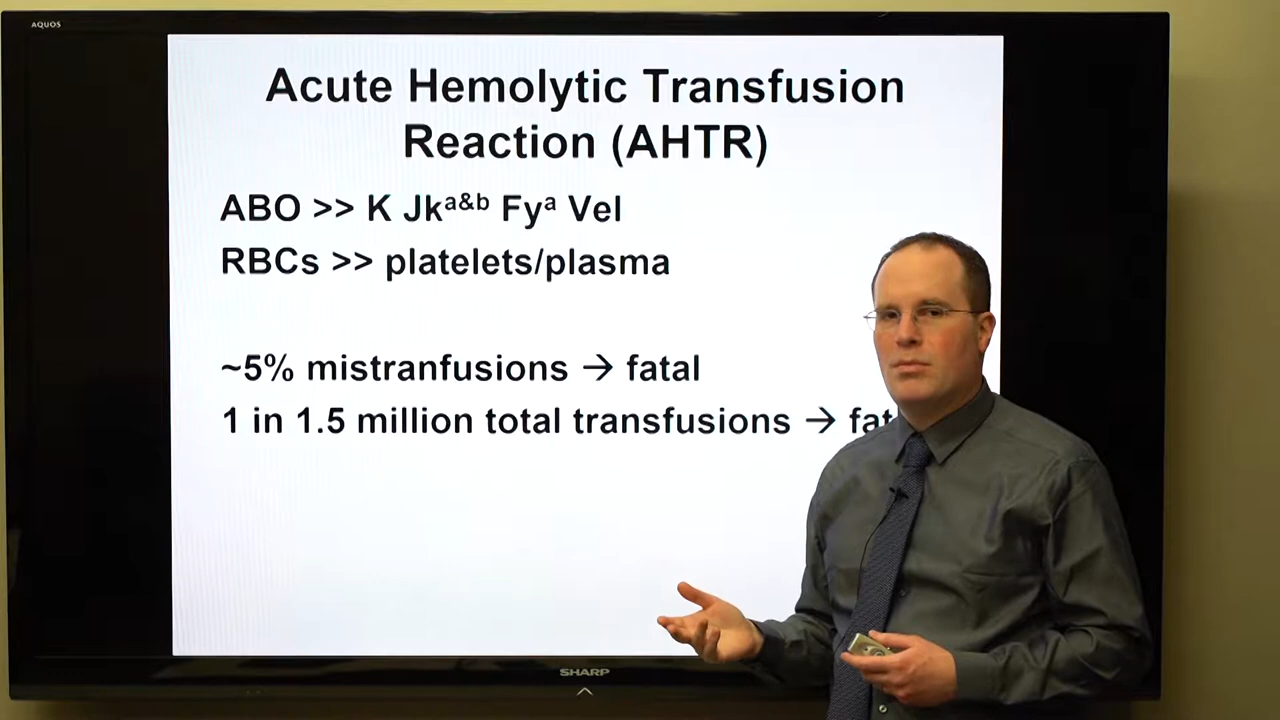 AQUOS
Acute Hemolytic Transfusion
Reaction (AHTR)
ABO >> K Jkᵃ&ᵇ Fyᵃ Vel
RBCs >> platelets/plasma
~5% mistranfusions → fatal
1 in 1.5 million total transfusions →
SHARP